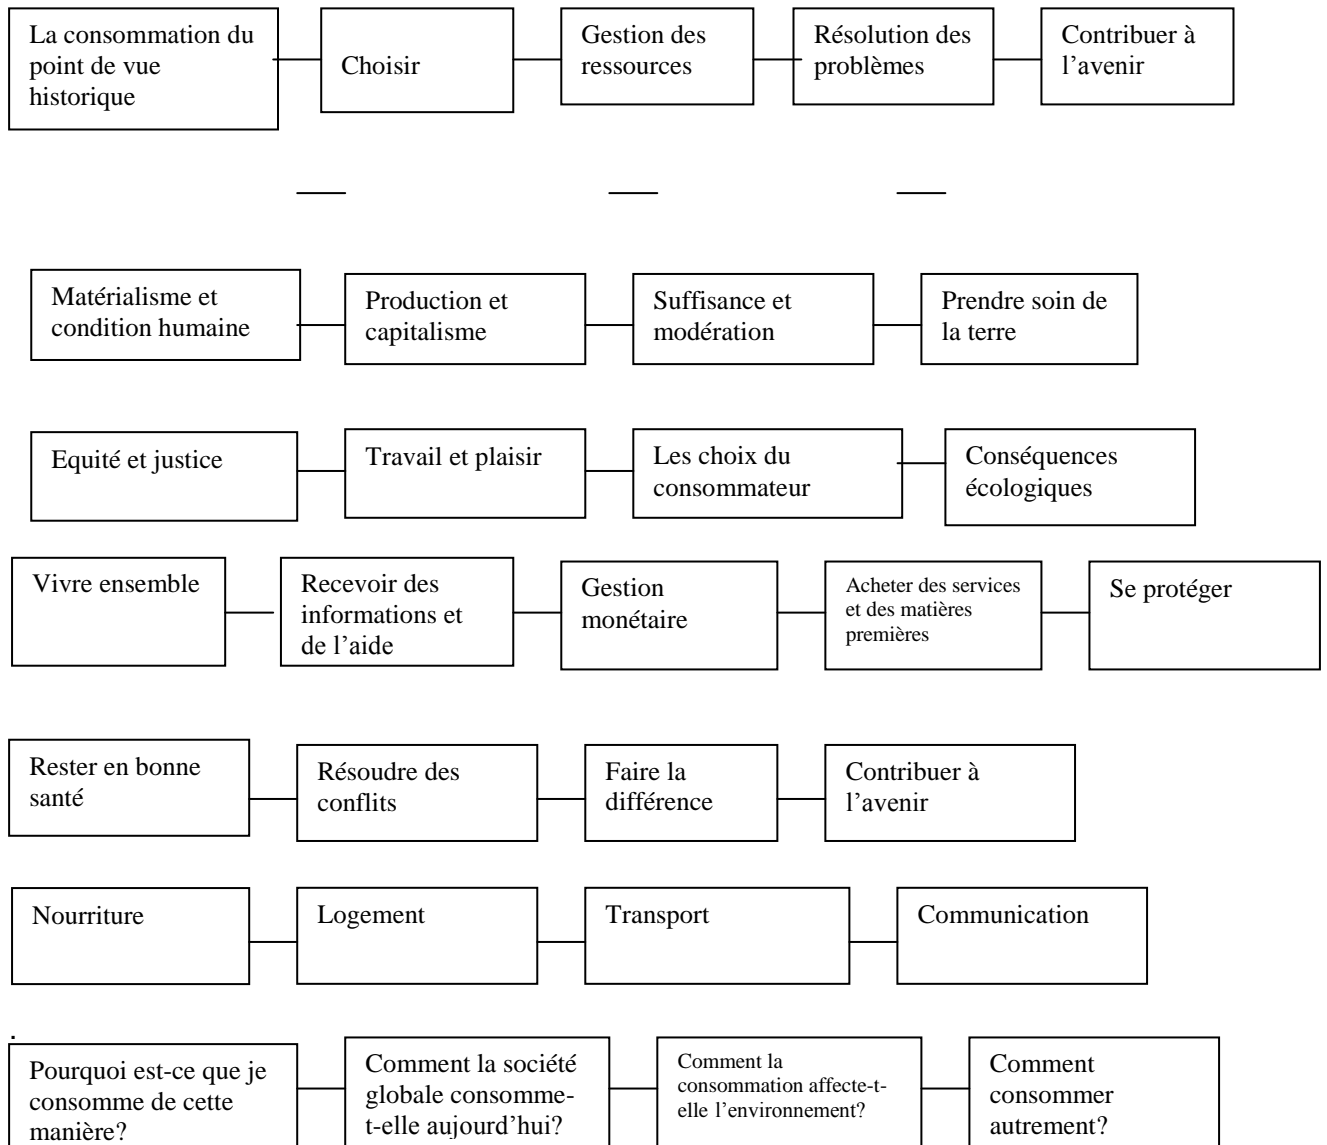 La consommation du
point de vue
historique
Choisir
Gestion des
ressources
Résolution des
problèmes
Contribuer à
l’avenir
Matérialisme et
condition humaine
Production et
capitalisme
Suffisance et
modération
Prendre soin de
la terre
Equité et justice
Travail et plaisir
Les choix du
consommateur
Conséquences
écologiques
Vivre ensemble
Recevoir des
informations et
de l’aide
Gestion
monétaire
Acheter des services
et des matières
premières
Se protéger
Rester en bonne
santé
Résoudre des
conflits
Faire la
différence
Contribuer à
l’avenir
Nourriture
Logement
Transport
Communication
.
Pourquoi est-ce que je
consomme de cette
manière?
Comment la société
globale consomme-
t-elle aujourd’hui?
Comment la
consommation affecte-t-
elle l’environnement?
Comment
consommer
autrement?